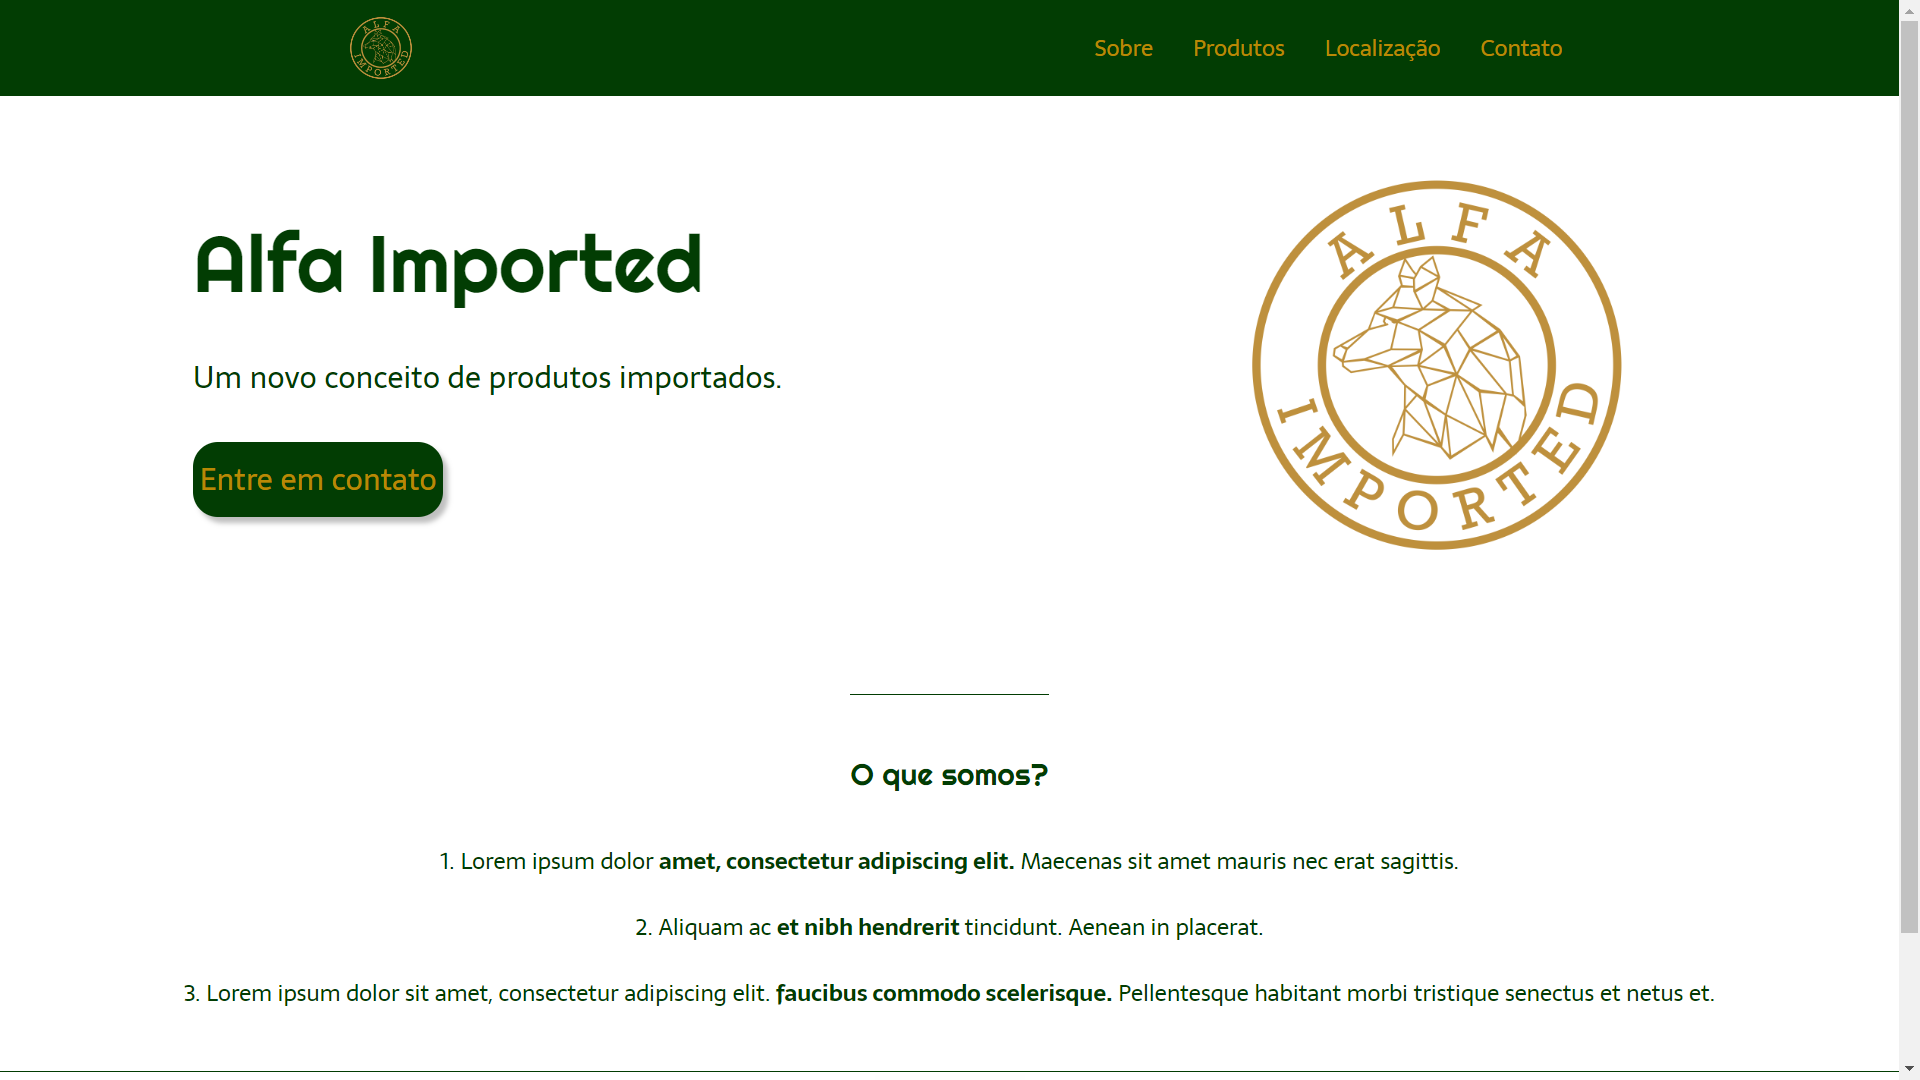 ALFA IMPORTED
Sobre Produtos Localização Contato
Alfa Imported
Um novo conceito de produtos importados.
Entre em contato
ALFA
IMPORTED
O que somos?
1. Lorem ipsum dolor amet, consectetur adipiscing elit. Maecenas sit amet mauris nec erat sagittis.
2. Aliquam ac et nibh hendrerit tincidunt. Aenean in placerat.
3. Lorem ipsum dolor sit amet, consectetur adipiscing elit. faucibus commodo scelerisque. Pellentesque habitant morbi tristique senectus et netus et.